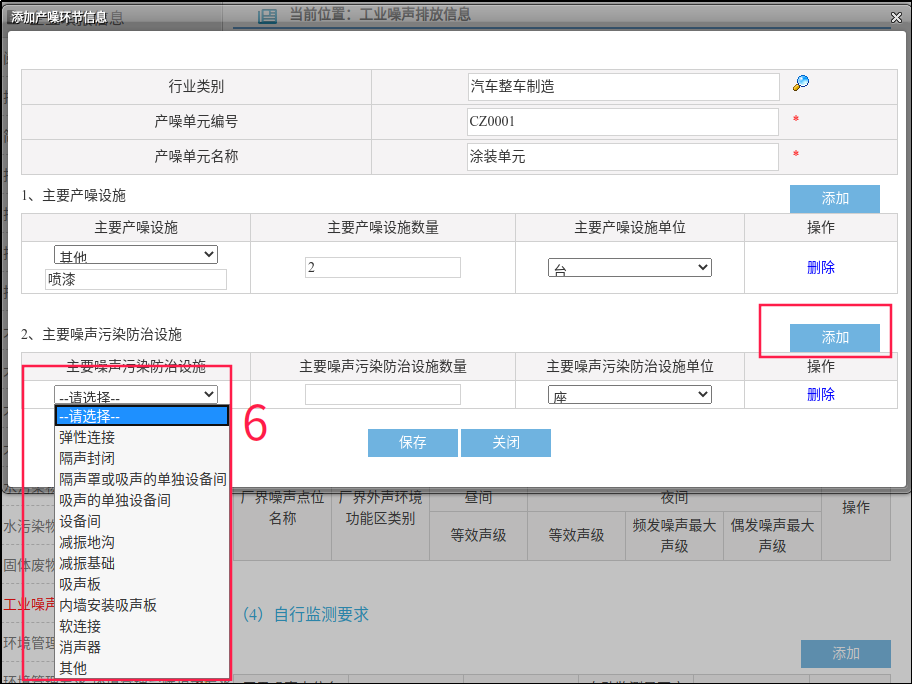 添加产噪环节信息
当前位置：工业噪声排放信息
行业类别
汽车整车制造
产噪单元编号
CZ0001
*
产噪单元名称
涂装单元
*
1、主要产噪设施
添加
主要产噪设施
主要产噪设施数量
主要产噪设施单位
操作
其他
喷漆
2
台
删除
2、主要噪声污染防治设施
添加
主要噪声污染防治设施
主要噪声污染防治设施数量
主要噪声污染防治设施单位
操作
--请选择--
座
删除
--请选择--
弹性连接
隔声封闭
隔声罩或吸声的单独设备间
吸声的单独设备间
设备间
减振地沟
减振基础
吸声板
内墙安装吸声板
软连接
消声器
其他
6
保存
关闭
厂界噪声点位
名称
厂界外声环境
功能区类别
昼间
夜间
操作
等效声级
等效声级
频发噪声最大
声级
偶发噪声最大
声级
水污染物
固体废物
工业噪声
环境管理
（4）自行监测要求
添加